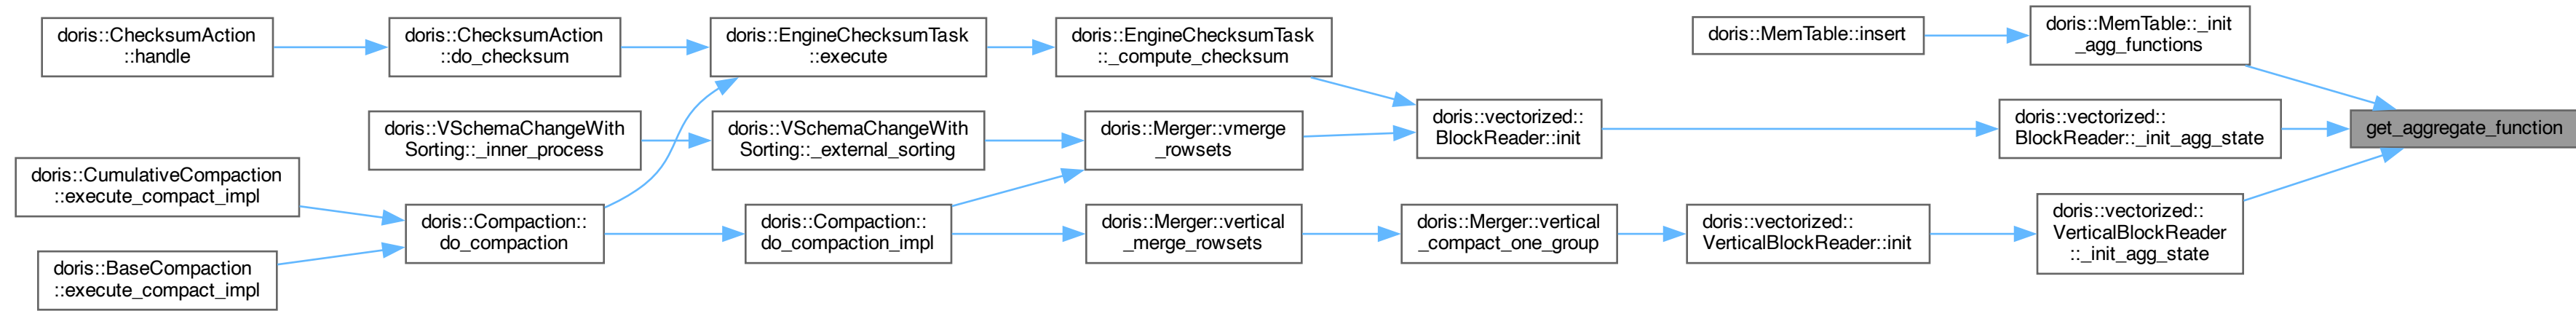 doris::ChecksumAction
::handle
doris::ChecksumAction
::do_checksum
doris::EngineChecksumTask
::execute
doris::EngineChecksumTask
::_compute_checksum
doris::MemTable::insert
doris::MemTable::_init
_agg_functions
doris::VSchemaChangeWith
Sorting::_inner_process
doris::VSchemaChangeWith
Sorting::_external_sorting
doris::Merger::vmerge
_rowsets
doris::vectorized::
BlockReader::init
doris::vectorized::
BlockReader::_init_agg_state
get_aggregate_function
doris::CumulativeCompaction
::execute_compact_impl
doris::Compaction::
do_compaction
doris::Compaction::
do_compaction_impl
doris::Merger::vertical
_merge_rowsets
doris::Merger::vertical
_compact_one_group
doris::vectorized::
VerticalBlockReader::init
doris::vectorized::
VerticalBlockReader
::_init_agg_state
doris::BaseCompaction
::execute_compact_impl